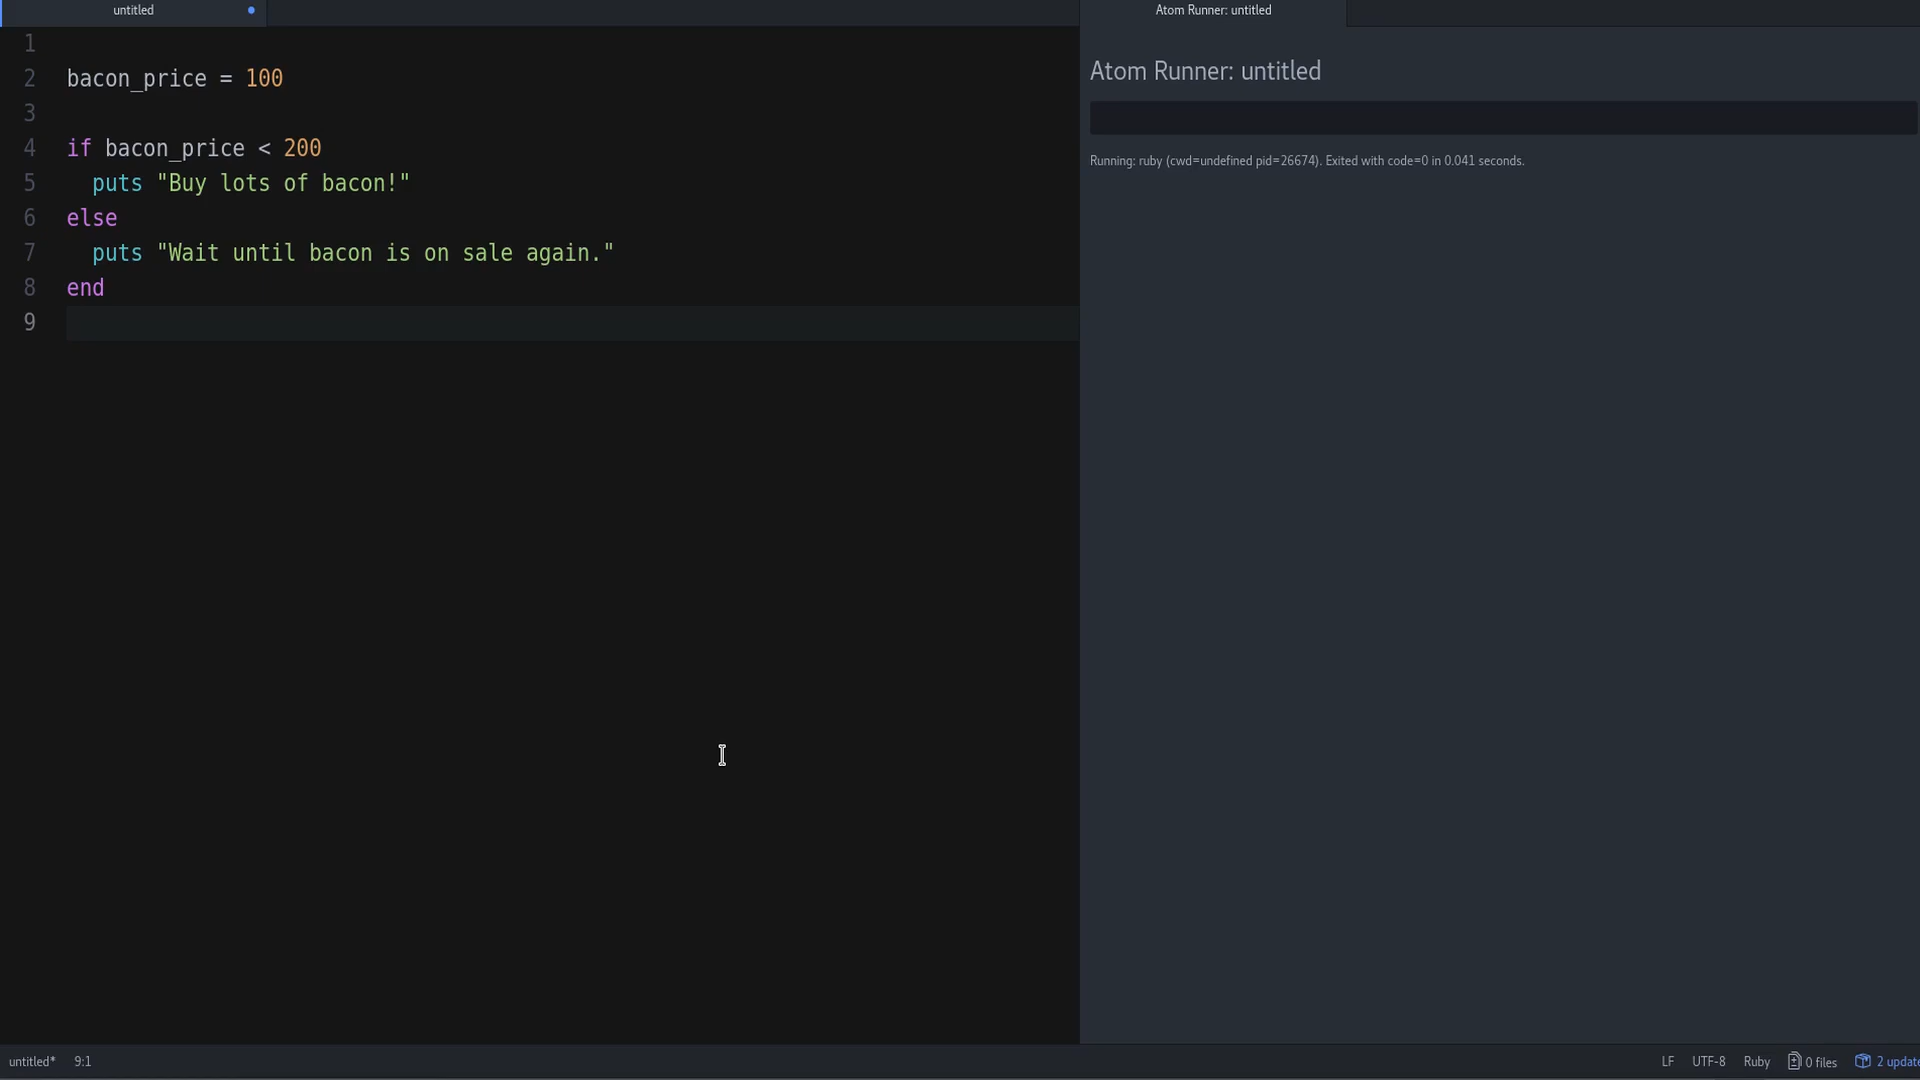 untitled
Atom Runner: untitled
1
2 bacon_price = 100
3
4 if bacon_price < 200
5   puts "Buy lots of bacon!"
6 else
7   puts "Wait until bacon is on sale again."
8 end
9
Atom Runner: untitled
Running: ruby (cwd=undefined pid=26674). Exited with code=0 in 0.041 seconds.
untitled* 9:1
LF UTF-8 Ruby 0 files 2 update